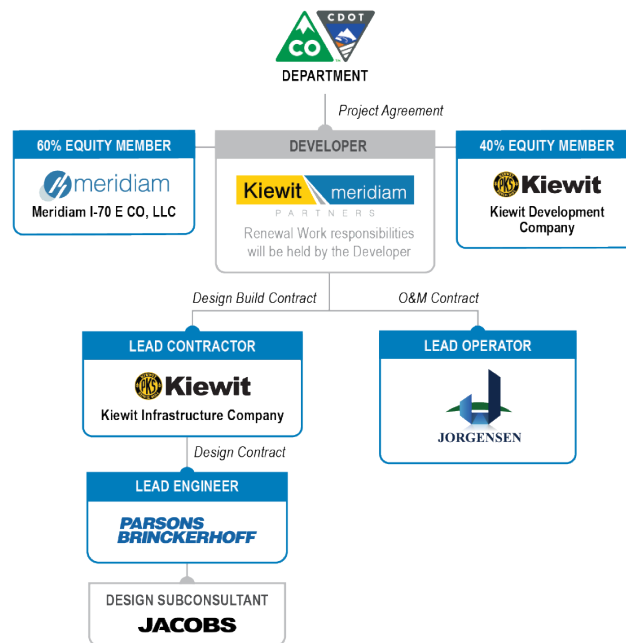 CO
CDOT
DEPARTMENT
Project Agreement
60% EQUITY MEMBER
meridiam
Meridiam I-70 E CO, LLC
DEVELOPER
Kiewit meridiam
PARTNERS
Renewal Work responsibilities
will be held by the Developer
40% EQUITY MEMBER
PKS Kiewit
Kiewit Development
Company
Design Build Contract
O&M Contract
LEAD CONTRACTOR
PKS Kiewit
Kiewit Infrastructure Company
LEAD OPERATOR
JORGENSEN
Design Contract
LEAD ENGINEER
PARSONS
BRINCKERHOFF
DESIGN SUBCONSULTANT
JACOBS